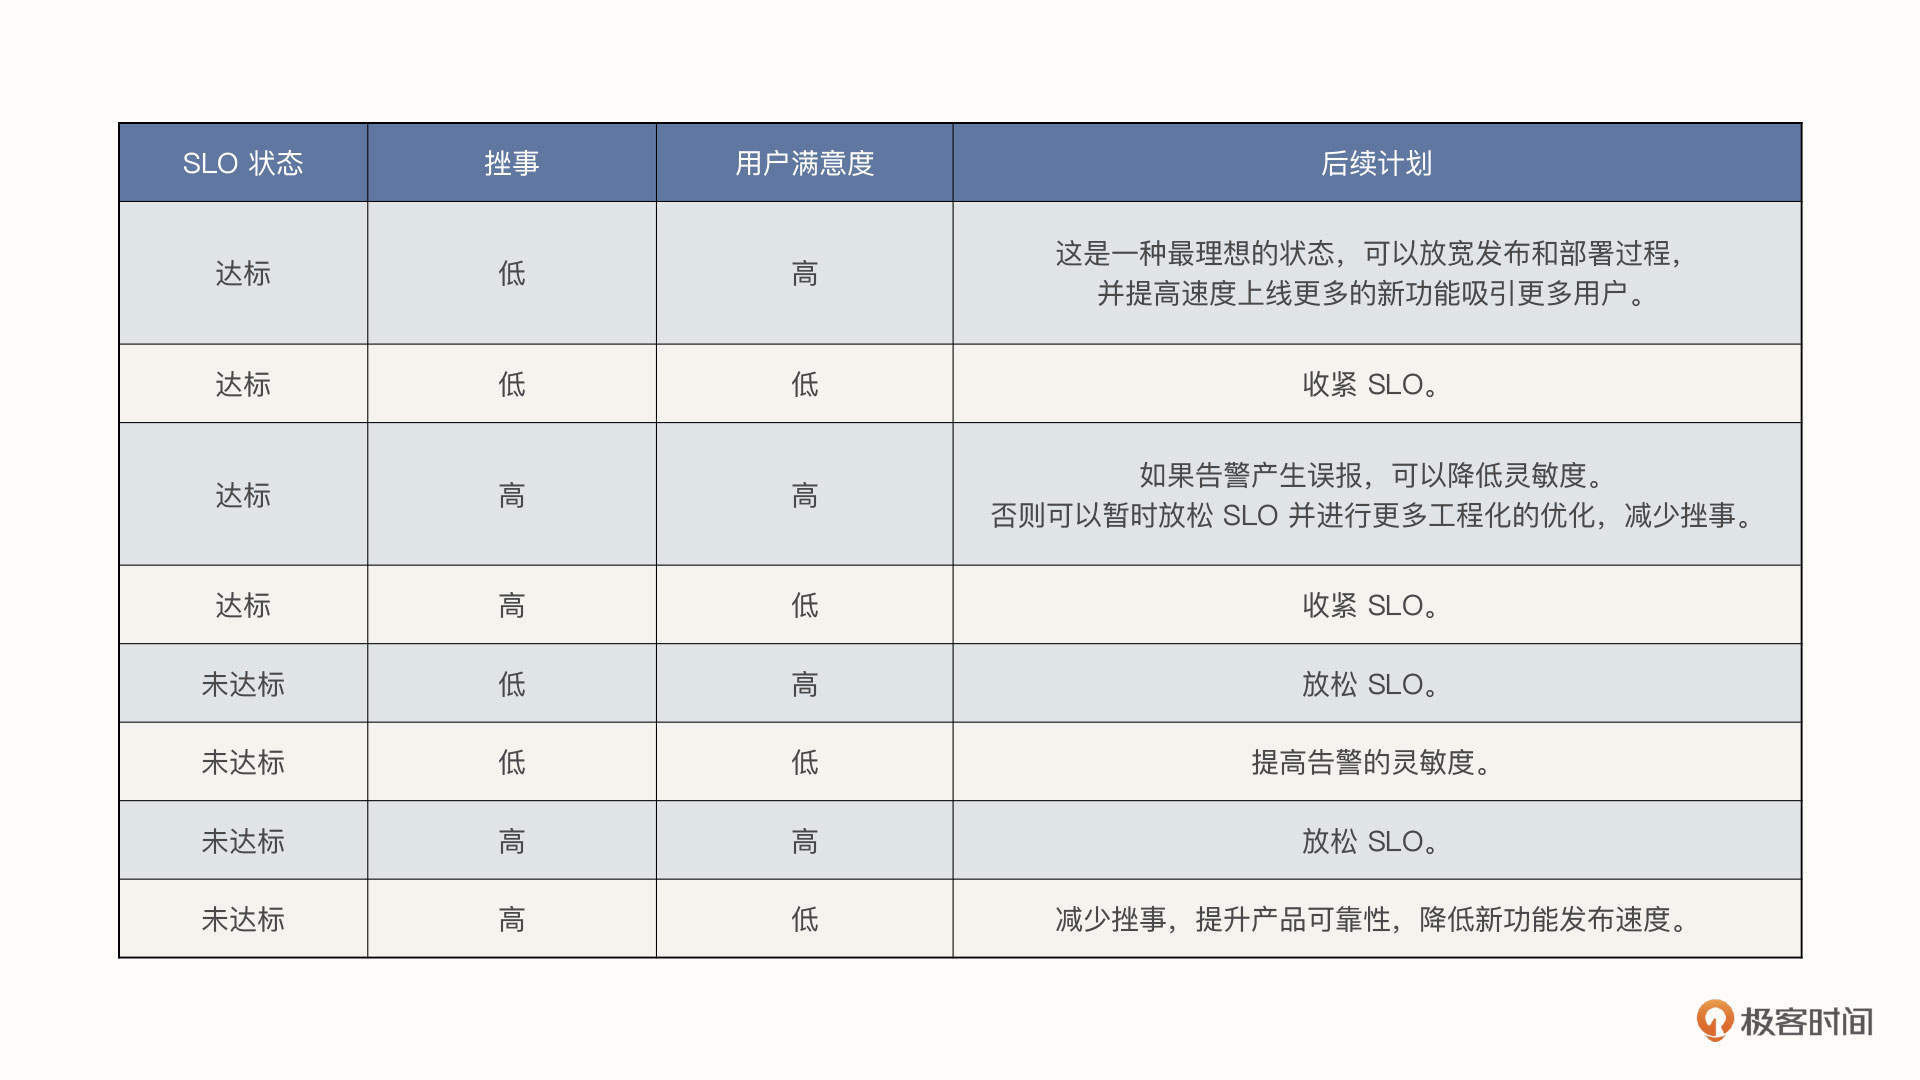 SLO 状态 挫事 用户满意度 后续计划
达标 低 高 这是一种最理想的状态，可以放宽发布和部署过程，
并提高速度上线更多的新功能吸引更多用户。
达标 低 低 收紧 SLO。
达标 高 高 如果告警产生误报，可以降低灵敏度。
否则可以暂时放松 SLO 并进行更多工程化的优化，减少挫事。
达标 高 低 收紧 SLO。
未达标 低 高 放松 SLO。
未达标 低 低 提高告警的灵敏度。
未达标 高 高 放松 SLO。
未达标 高 低 减少挫事，提升产品可靠性，降低新功能发布速度。
极客时间